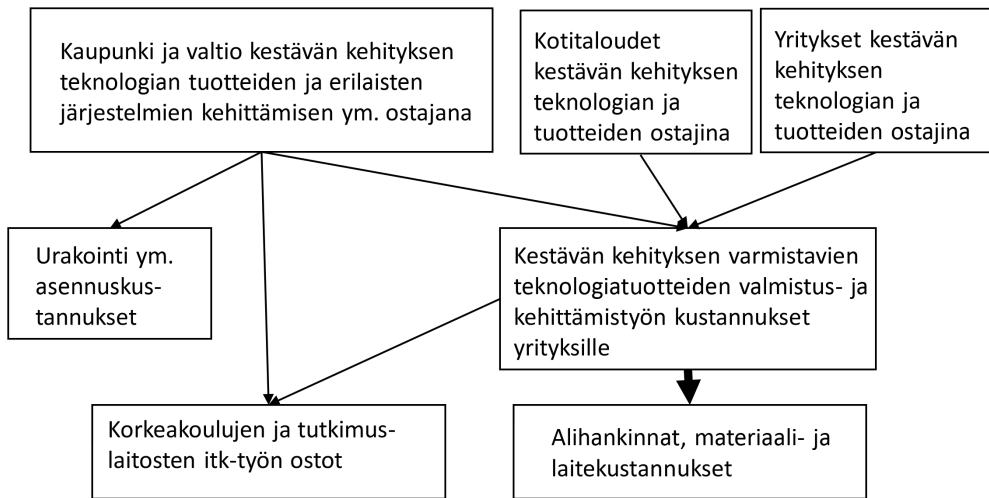 Kaupunki ja valtio kestävän kehityksen
teknologian tuotteiden ja erilaisten
järjestelmien kehittämisen ym. ostajana
Kotitaloudet
kestävän kehityksen
teknologian ja
tuotteiden ostajina
Yritykset kestävän
kehityksen
teknologian ja
tuotteiden ostajina
Urakointi ym.
asennuskus-
tannukset
Kestävän kehityksen varmistavien
teknologiatuotteiden valmistus- ja
kehittämistyön kustannukset
yrityksille
Korkeakoulujen ja tutkimus-
laitosten itk-työn ostot
Alihankinnat, materiaali- ja
laitekustannukset